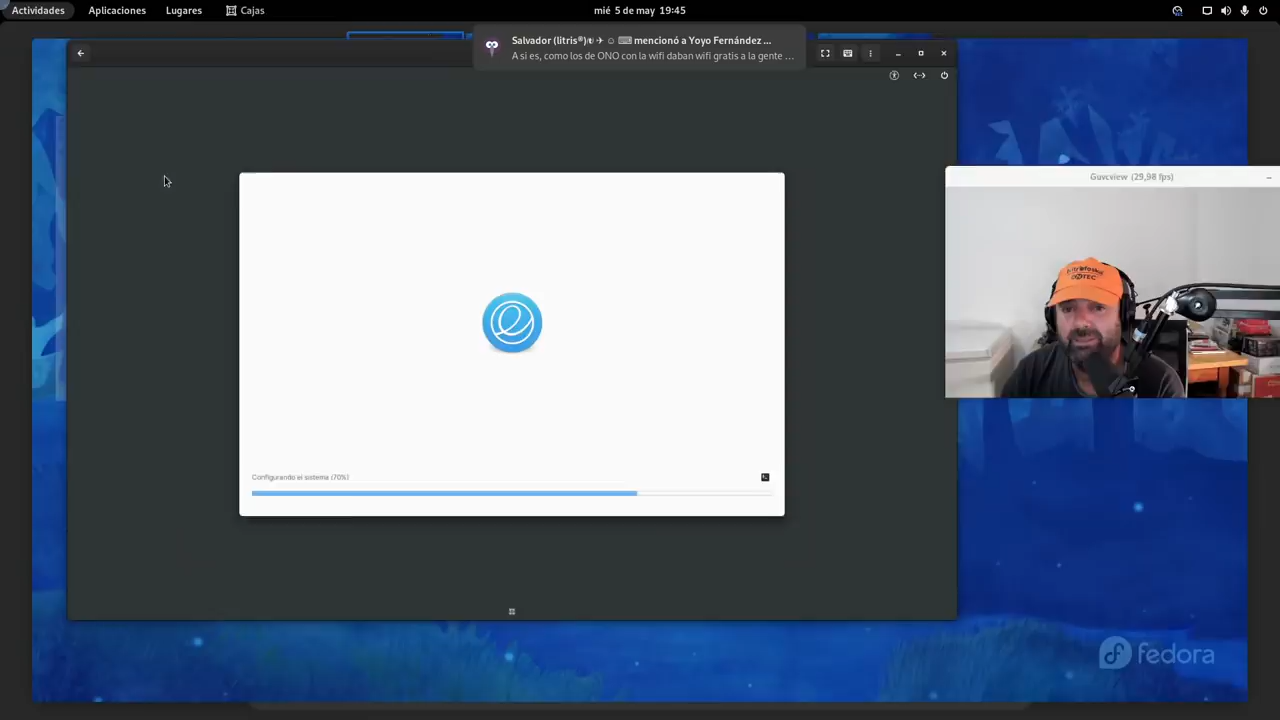 Actividades Aplicaciones Lugares Cajas mié 5 de may 19:45
Salvador (litris®) mencionó a Yoyo Fernández ...
A si es, como los de ONO con la wifi daban wifi gratis a la gente ...
Guvcview (29,98 fps)
Configurando el sistema (70%)
fedora